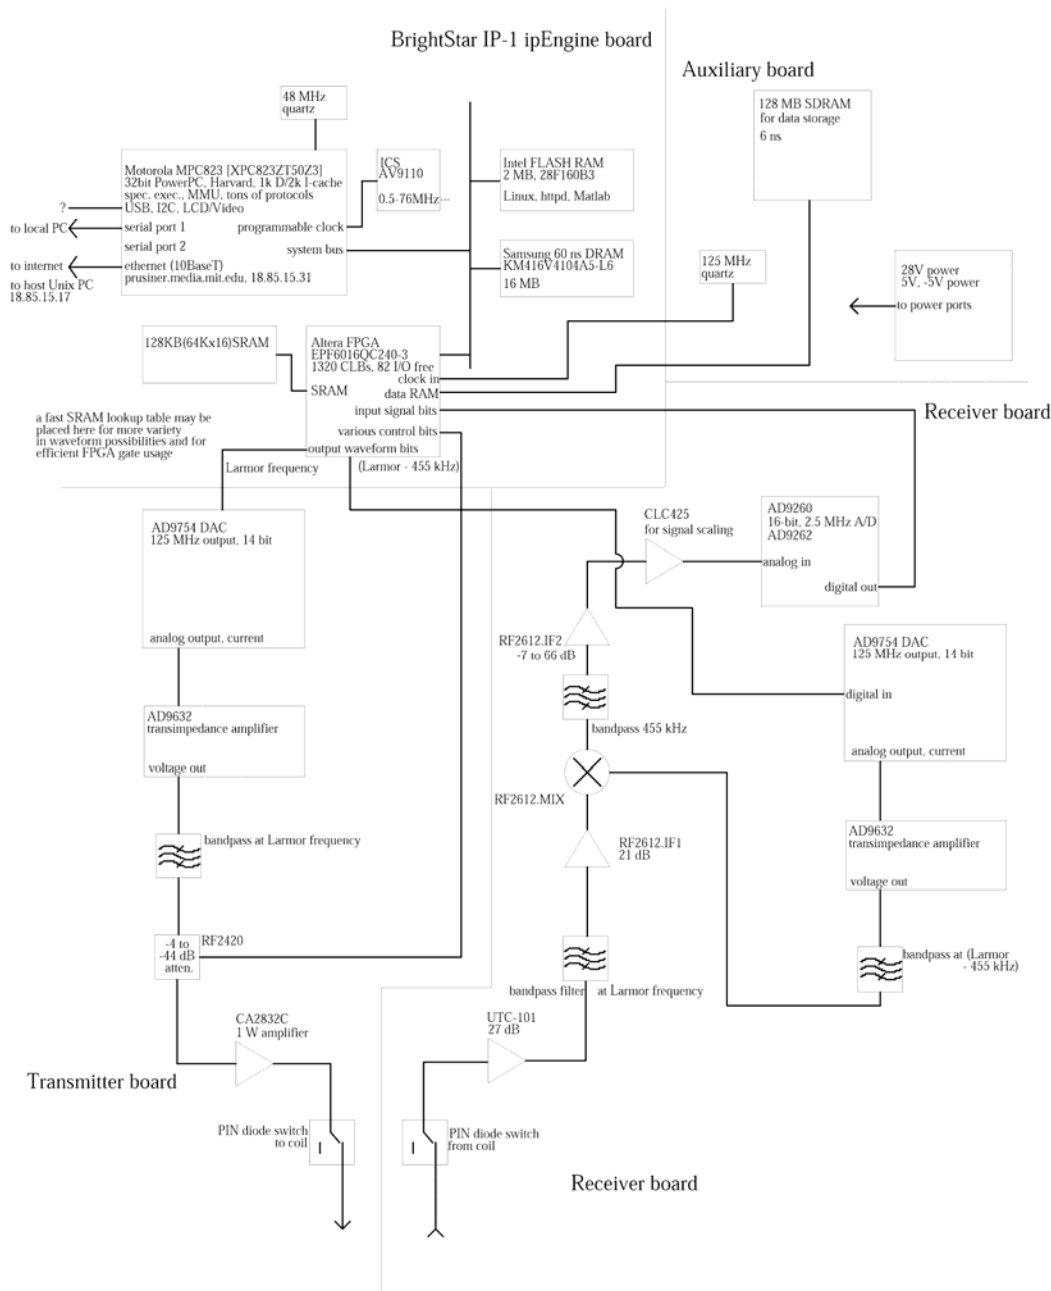 BrightStar IP-1 ipEngine board
Auxiliary board
48 MHz
quartz
128 MB SDRAM
for data storage
6 ns
Motorola MPC823 [XPC823ZT50Z3]
32bit PowerPC, Harvard, 1k D/2k I-cache
spec. exec., MMU, tons of protocols
USB, I2C, LCD/Video
serial port 1
programmable clock
serial port 2
system bus
ethernet (10BaseT)
prusiner.media.mit.edu, 18.85.15.31
?
to local PC
to internet
to host Unix PC
18.85.15.17
ICS
AV9110
0.5-76MHz...
Intel FLASH RAM
2 MB, 28F160B3
Linux, httpd, Matlab
Samsung 60 ns DRAM
KM416V4104A5-L6
16 MB
125 MHz
quartz
28V power
5V, -5V power
to power ports
128KB(64Kx16)SRAM
Altera FPGA
EPF6016QC240-3
1320 CLBs, 82 I/O free
clock in
SRAM
data RAM
input signal bits
various control bits
output waveform bits
Receiver board
a fast SRAM lookup table may be
placed here for more variety
in waveform possibilities and for
efficient FPGA gate usage
Larmor frequency
(Larmor - 455 kHz)
AD9754 DAC
125 MHz output, 14 bit
analog output, current
CLC425
for signal scaling
AD9260
16-bit, 2.5 MHz A/D
AD9262
analog in
digital out
RF2612.IF2
-7 to 66 dB
AD9754 DAC
125 MHz output, 14 bit
digital in
analog output, current
AD9632
transimpedance amplifier
voltage out
bandpass 455 kHz
RF2612.MIX
bandpass at Larmor frequency
RF2612.IF1
21 dB
AD9632
transimpedance amplifier
voltage out
-4 to
-44 dB
atten.
RF2420
bandpass at (Larmor
- 455 kHz)
bandpass filter at Larmor frequency
CA2832C
1 W amplifier
UTC-101
27 dB
Transmitter board
PIN diode switch
to coil
PIN diode switch
from coil
Receiver board